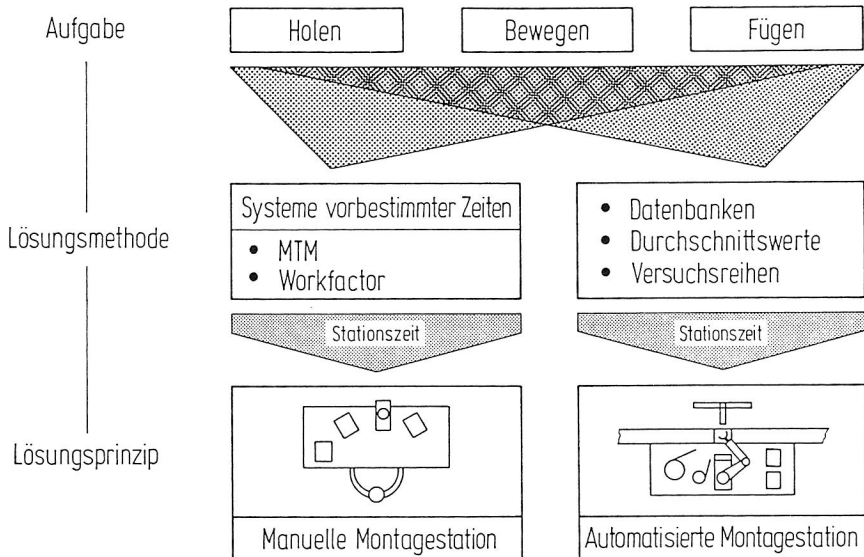 Aufgabe
Holen
Bewegen
Fügen
Lösungsmethode
Systeme vorbestimmter Zeiten
• MTM
• Workfactor
• Datenbanken
• Durchschnittswerte
• Versuchsreihen
Stationszeit
Stationszeit
Lösungsprinzip
Manuelle Montagestation
Automatisierte Montagestation